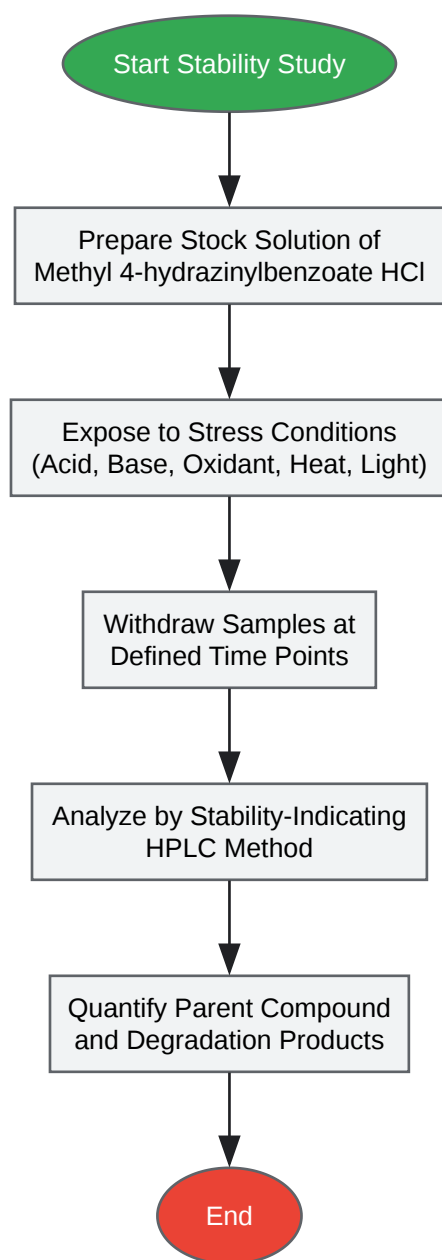 Start Stability Study
Prepare Stock Solution of
Methyl 4-hydrazinylbenzoate HCl
Expose to Stress Conditions
(Acid, Base, Oxidant, Heat, Light)
Withdraw Samples at
Defined Time Points
Analyze by Stability-Indicating
HPLC Method
Quantify Parent Compound
and Degradation Products
End